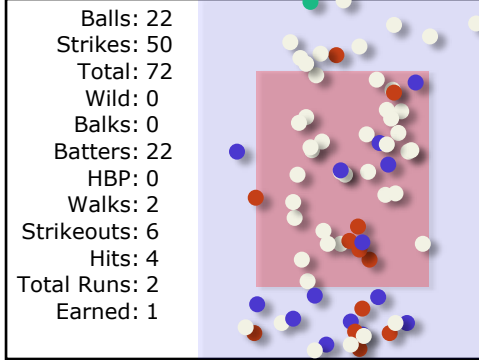 Balls: 22
Strikes: 50
Total: 72
Wild: 0
Balks: 0
Batters: 22
HBP: 0
Walks: 2
Strikeouts: 6
Hits: 4
Total Runs: 2
Earned: 1